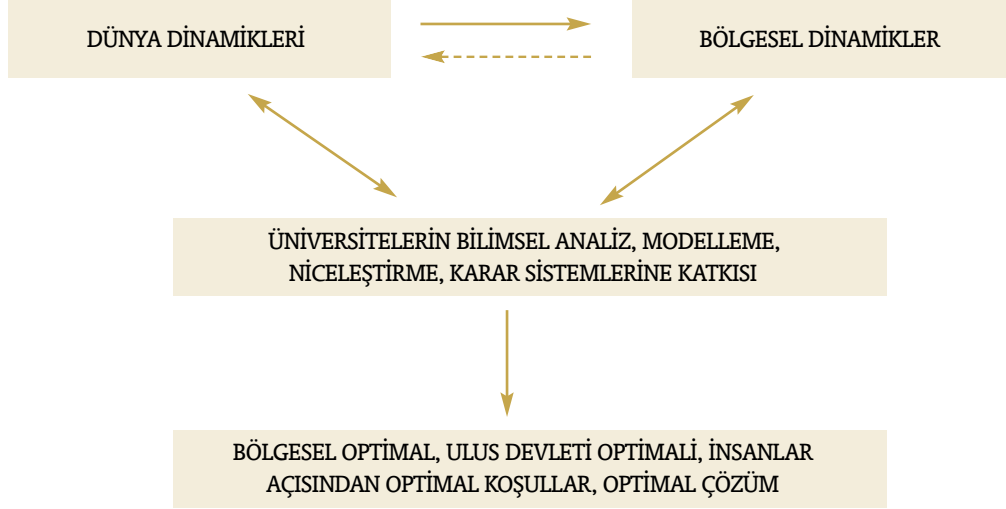 DÜNYA DİNAMİKLERİ
BÖLGESEL DİNAMİKLER
ÜNİVERSİTELERİN BİLİMSEL ANALİZ, MODELLEME,
NİCELEŞTİRME, KARAR SİSTEMLERİNE KATKISI
BÖLGESEL OPTİMAL, ULUS DEVLETİ OPTİMALİ, İNSANLAR
AÇISINDAN OPTİMAL KOŞULLAR, OPTİMAL ÇÖZÜM